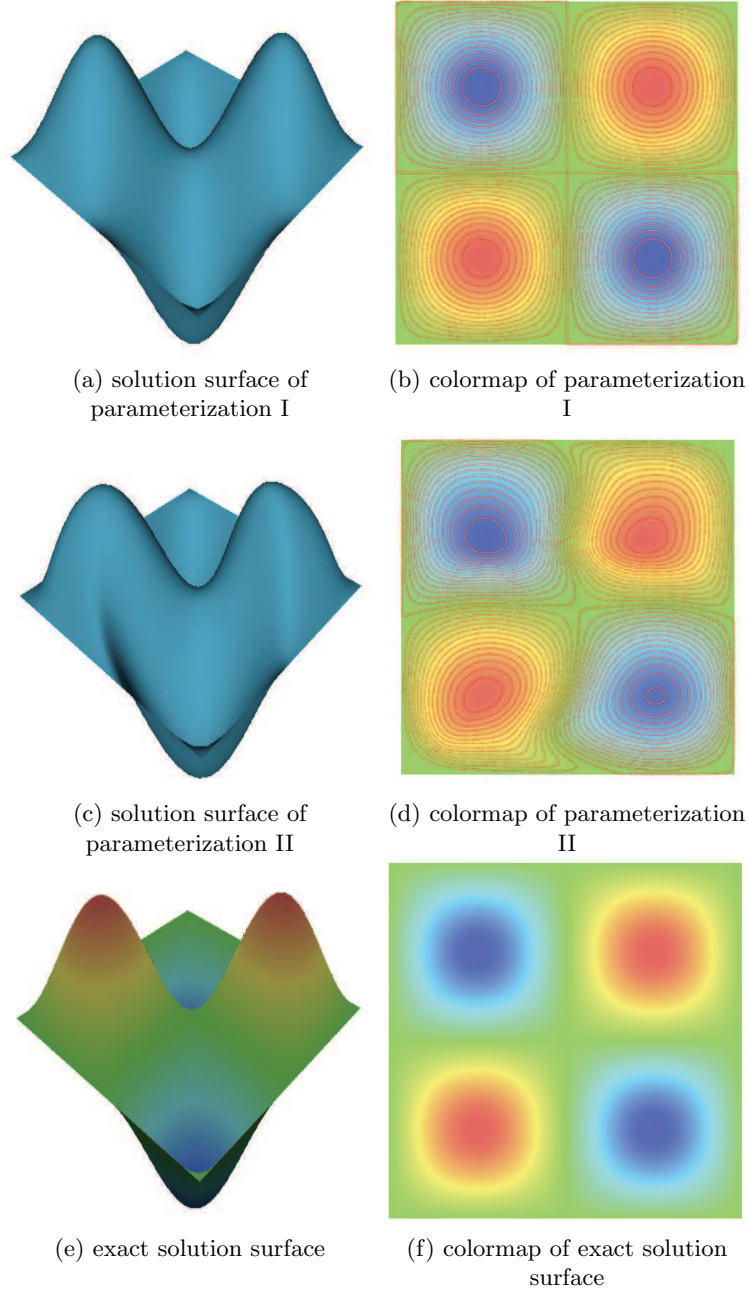 (a) solution surface of
parameterization I
(b) colormap of parameterization
I
(c) solution surface of
parameterization II
(d) colormap of parameterization
II
(e) exact solution surface
(f) colormap of exact solution
surface